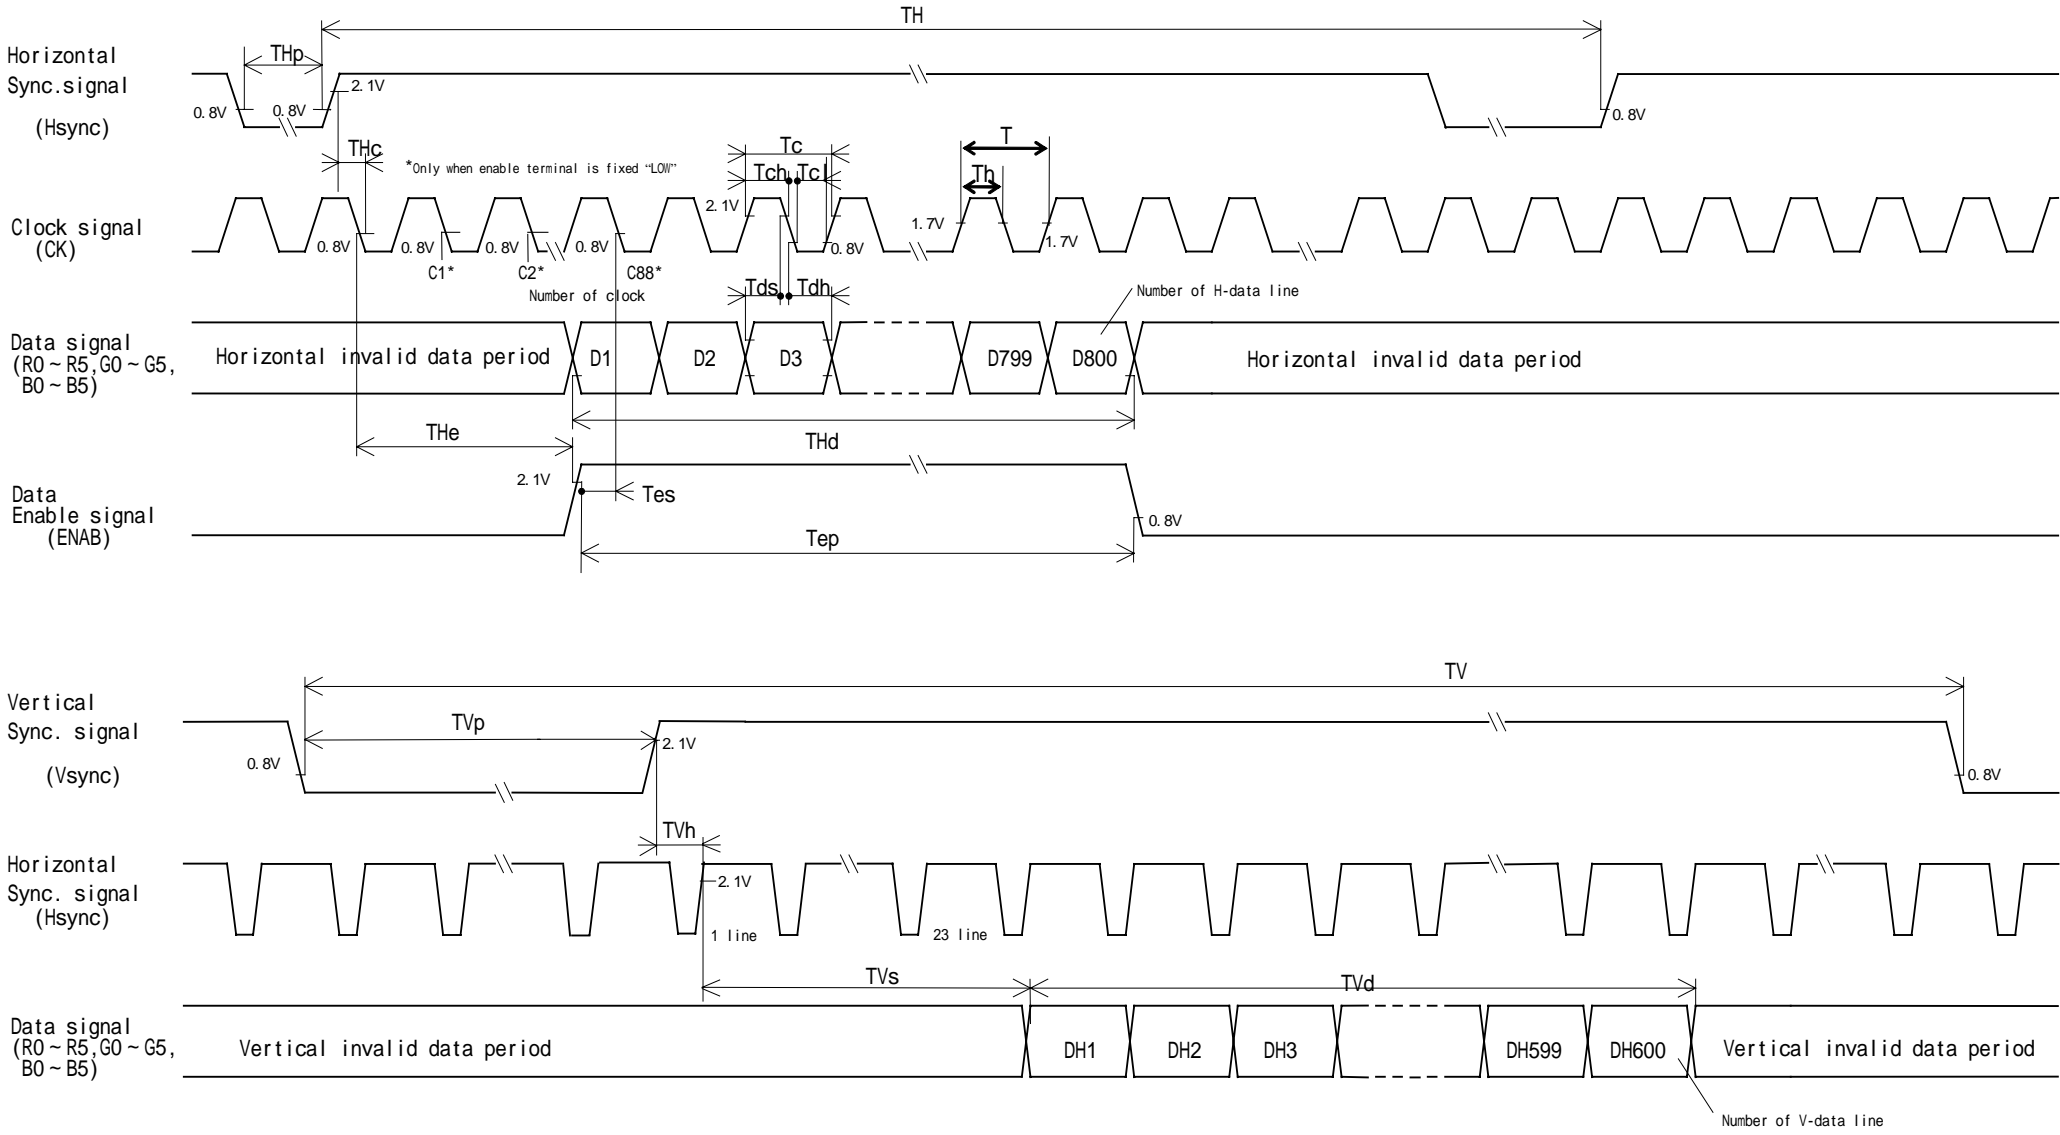 TH
Horizontal
Sync.signal
(Hsync)
THp
0.8V
0.8V
2.1V
0.8V
THc
*Only when enable terminal is fixed “LOW”
Tc
Tch
Tcl
T
Th
Clock signal
(CK)
0.8V
0.8V
0.8V
0.8V
2.1V
0.8V
1.7V
1.7V
C1*
C2*
C88*
Number of clock
Tds
Tdh
Number of H-data line
Data signal
(R0~R5,G0~G5,
B0~B5)
Horizontal invalid data period
D1
D2
D3
D799
D800
Horizontal invalid data period
THe
THd
2.1V
Tes
Data
Enable signal
(ENAB)
0.8V
Tep
TV
Vertical
Sync. signal
(Vsync)
TVp
0.8V
2.1V
0.8V
TVh
Horizontal
Sync. signal
(Hsync)
2.1V
1 line
23 line
TVs
TVd
Data signal
(R0~R5,G0~G5,
B0~B5)
Vertical invalid data period
DH1
DH2
DH3
DH599
DH600
Vertical invalid data period
Number of V-data line